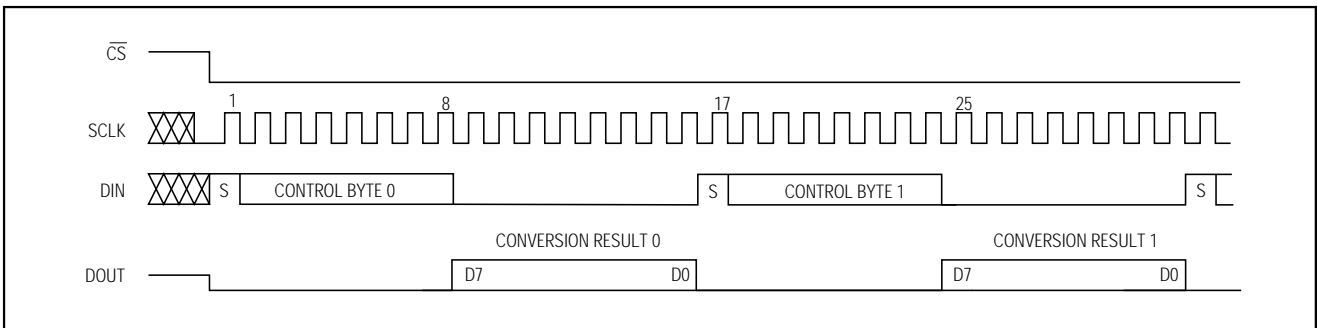 CS
1 8 17 25
SCLK
DIN S CONTROL BYTE 0 S CONTROL BYTE 1 S
CONVERSION RESULT 0 CONVERSION RESULT 1
DOUT D7 D0 D7 D0